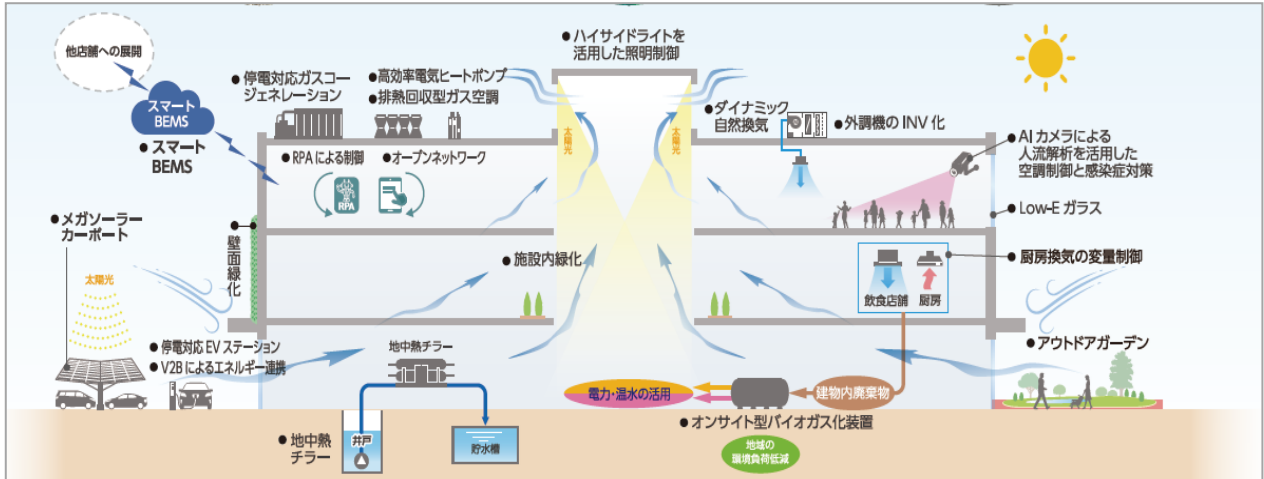 他店舗への展開
スマート
BEMS
● スマート
BEMS
● 停電対応ガスコー
ジェネレーション
● 高効率電気ヒートポンプ
● 排熱回収型ガス空調
● ハイサイドライトを
活用した照明制御
● ダイナミック
自然換気
● 外調機の INV 化
● AI カメラによる
人流解析を活用した
空調制御と感染症対策
● RPA による制御
● オープンネットワーク
RPA
太陽光
太陽光
● Low-E ガラス
● メガソーラー
カーポート
● 壁面緑化
太陽光
● 施設内緑化
● 厨房換気の変量制御
飲食店舗
厨房
● 停電対応 EV ステーション
● V2B によるエネルギー連携
地中熱チラー
● アウトドアガーデン
電力・温水の活用
建物内廃棄物
● オンサイト型バイオガス化装置
● 地中熱
チラー
井戸
貯水槽
地域の
環境負荷低減